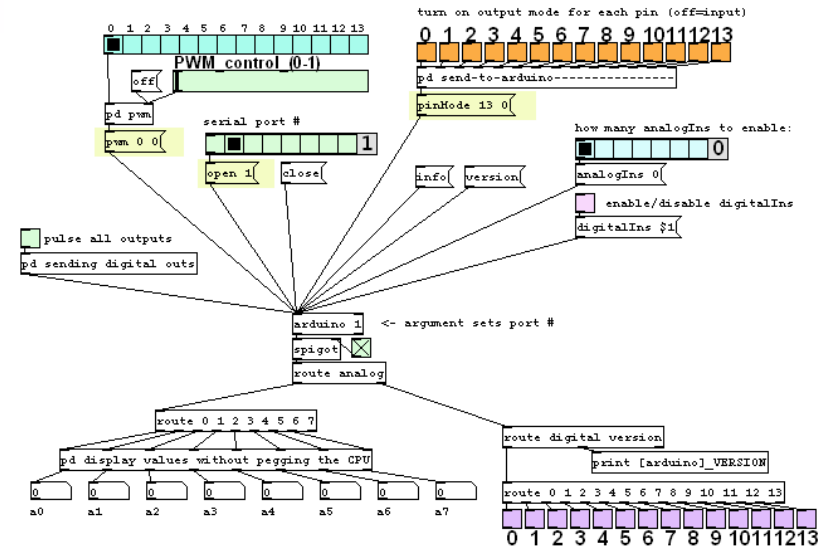 turn on output mode for each pin (off=input)
0 1 2 3 4 5 6 7 8 9 10 11 12 13
0 1 2 3 4 5 6 7 8 9 10 11 12 13
PWM control (0-1)
off
pd send-to-arduino--------------------
pd pwm
pinMode 13 0
serial port #
how many analogIns to enable:
pwm 0 0
1
0
open 1
close
info
version
analogIns 0
enable/disable digitalIns
digitalIns $1
pulse all outputs
pd sending digital outs
arduino 1
<- argument sets port #
spigot
route analog
route 0 1 2 3 4 5 6 7
route digital version
pd display values without pegging the CPU
print [arduino]_VERSION
0 0 0 0 0 0 0 0
route 0 1 2 3 4 5 6 7 8 9 10 11 12 13
a0 a1 a2 a3 a4 a5 a6 a7
0 1 2 3 4 5 6 7 8 9 10 11 12 13